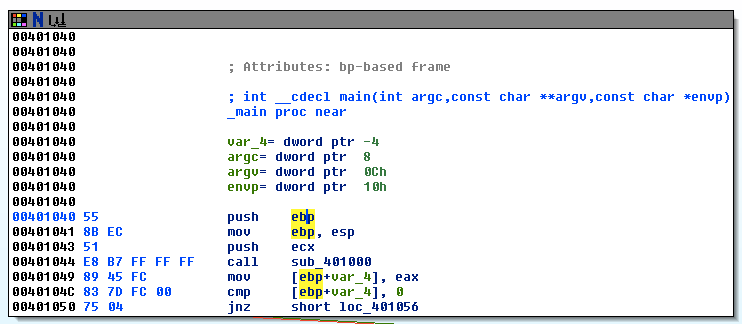 00401040
00401040
00401040 ; Attributes: bp-based frame
00401040
00401040 ; int __cdecl main(int argc,const char **argv,const char *envp)
00401040 _main proc near
00401040
00401040 var_4= dword ptr -4
00401040 argc= dword ptr 8
00401040 argv= dword ptr 0Ch
00401040 envp= dword ptr 10h
00401040
00401040 55 push ebp
00401041 8B EC mov ebp, esp
00401043 51 push ecx
00401044 E8 B7 FF FF FF call sub_401000
00401049 89 45 FC mov [ebp+var_4], eax
0040104C 83 7D FC 00 cmp [ebp+var_4], 0
00401050 75 04 jnz short loc_401056